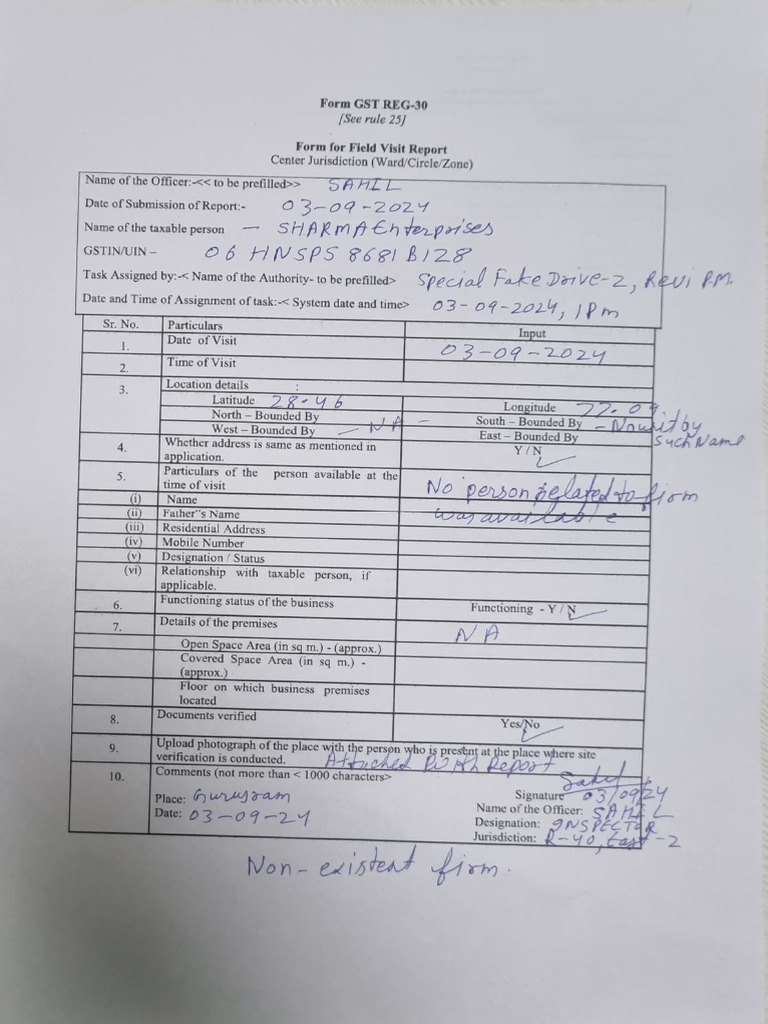 Form GST REG-30
[See rule 25]
Form for Field Visit Report
Center Jurisdiction (Ward/Circle/Zone)
Name of the Officer:-<< to be prefilled>> SAHIL
Date of Submission of Report:- 03-09-2024
Name of the taxable person - SHARMA Enterprises
GSTIN/UIN – 06 HNSPS 8681 B1Z8
Task Assigned by:-< Name of the Authority- to be prefilled> Special Fake Drive-2,
Date and Time of Assignment of task:-< System date and time> 03-09-2024, 1 Pm
Sr. No. Particulars Input
1. Date of Visit 03-09-2024
2. Time of Visit
3. Location details :
Latitude 28.46 Longitude 77.09
North – Bounded By South – Bounded By
West – Bounded By - NA - East – Bounded By - No unit by such Name
4. Whether address is same as mentioned in application. Y / N ✓
5. Particulars of the person available at the time of visit No person related to firm was available
(i) Name
(ii) Father"s Name
(iii) Residential Address
(iv) Mobile Number
(v) Designation / Status
(vi) Relationship with taxable person, if applicable.
6. Functioning status of the business Functioning - Y / N ✓
7. Details of the premises NA
Open Space Area (in sq m.) - (approx.)
Covered Space Area (in sq m.) - (approx.)
Floor on which business premises located
8. Documents verified Yes/No ✓
9. Upload photograph of the place with the person who is present at the place where site verification is conducted. Attached With Report
10. Comments (not more than < 1000 characters>
Signature Sahil 03/09/24
Place: Gurugram
Name of the Officer: SAHIL
Date: 03-09-24
Designation: INSPECTOR
Jurisdiction: R-40, East-2
Non-existent firm.